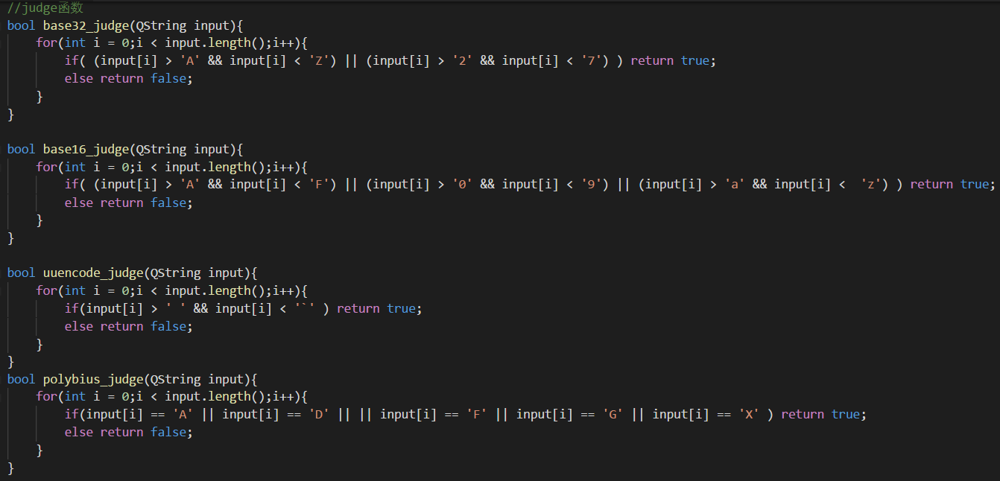 //judge函数
bool base32_judge(QString input){
    for(int i = 0;i < input.length();i++){
        if( (input[i] > 'A' && input[i] < 'Z') || (input[i] > '2' && input[i] < '7') ) return true;
        else return false;
    }
}

bool base16_judge(QString input){
    for(int i = 0;i < input.length();i++){
        if( (input[i] > 'A' && input[i] < 'F') || (input[i] > '0' && input[i] < '9') || (input[i] > 'a' && input[i] <  'z') ) return true;
        else return false;
    }
}

bool uuencode_judge(QString input){
    for(int i = 0;i < input.length();i++){
        if(input[i] > ' ' && input[i] < '`' ) return true;
        else return false;
    }
}
bool polybius_judge(QString input){
    for(int i = 0;i < input.length();i++){
        if(input[i] == 'A' || input[i] == 'D' || || input[i] == 'F' || input[i] == 'G' || input[i] == 'X' ) return true;
        else return false;
    }
}